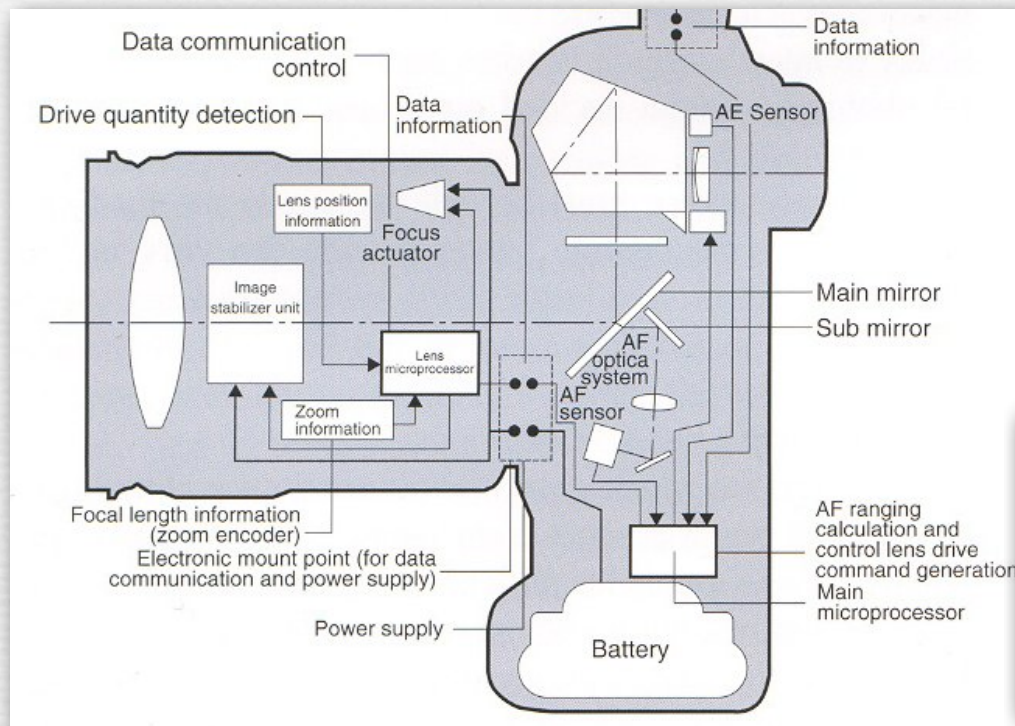 Data communication
control
Drive quantity detection
Data
information
Data
information
AE Sensor
Lens position
information
Focus
actuator
Image
stabilizer unit
Main mirror
Sub mirror
AF
optica
system
Lens
microprocessor
AF
sensor
Zoom
information
Focal length information
(zoom encoder)
Electronic mount point (for data
communication and power supply)
Power supply
AF ranging
calculation and
control lens drive
command generation
Main
microprocessor
Battery